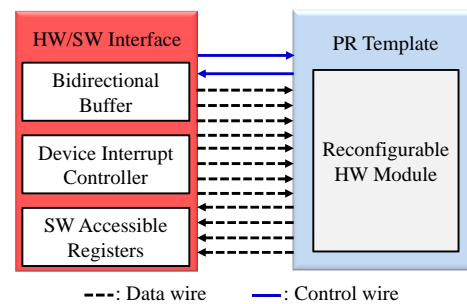 HW/SW Interface
Bidirectional
Buffer
Device Interrupt
Controller
SW Accessible
Registers
PR Template
Reconfigurable
HW Module
: Data wire
: Control wire